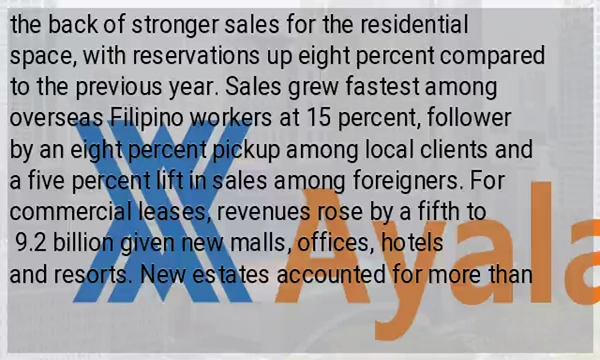 the back of stronger sales for the residential
space, with reservations up eight percent compared
to the previous year. Sales grew fastest among
overseas Filipino workers at 15 percent, follower
by an eight percent pickup among local clients and
a five percent lift in sales among foreigners. For
commercial leases, revenues rose by a fifth to
9.2 billion given new malls, offices, hotels
and resorts. New estates accounted for more than
Ayala